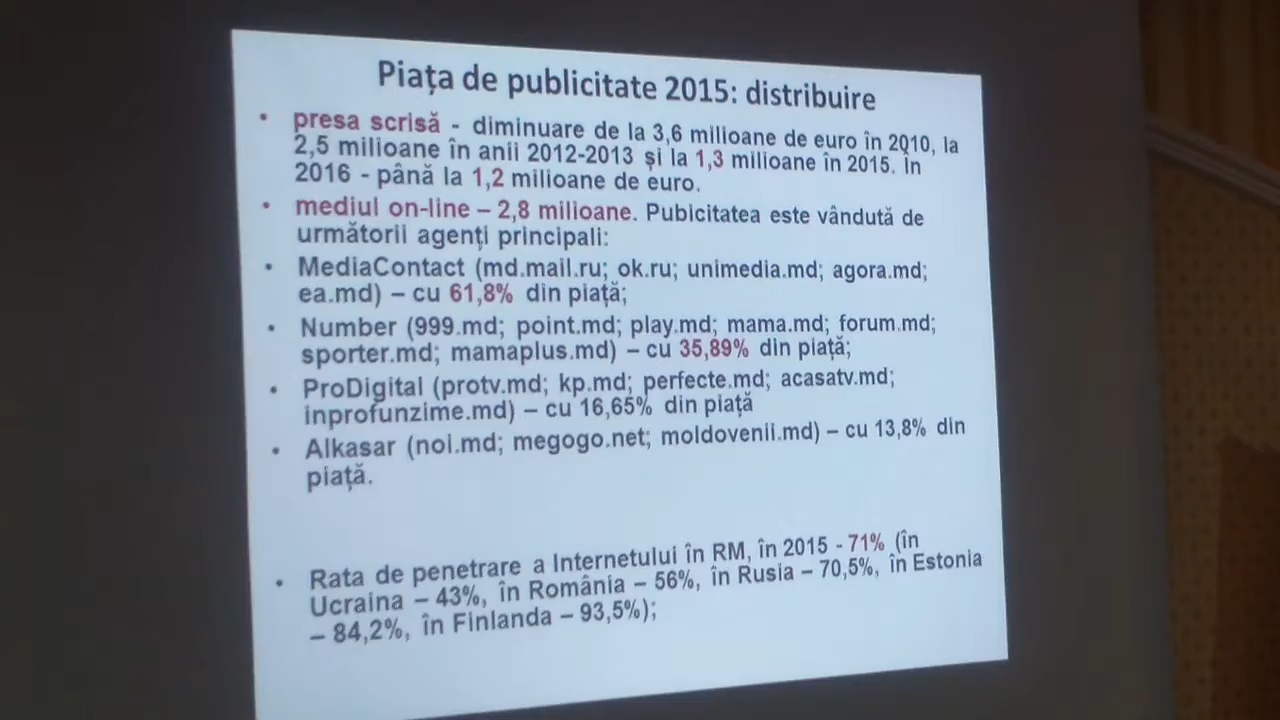 Piața de publicitate 2015: distribuire
• presa scrisă - diminuare de la 3,6 milioane de euro în 2010, la
2,5 milioane în anii 2012-2013 și la 1,3 milioane în 2015. În
2016 - până la 1,2 milioane de euro.
• mediul on-line – 2,8 milioane. Pubicitatea este vândută de
următorii agenți principali:
• MediaContact (md.mail.ru; ok.ru; unimedia.md; agora.md;
ea.md) – cu 61,8% din piață;
• Number (999.md; point.md; play.md; mama.md; forum.md;
sporter.md; mamaplus.md) – cu 35,89% din piață;
• ProDigital (protv.md; kp.md; perfecte.md; acasatv.md;
inprofunzime.md) – cu 16,65% din piață
• Alkasar (noi.md; megogo.net; moldovenii.md) – cu 13,8% din
piață.
• Rata de penetrare a Internetului în RM, în 2015 - 71% (în
Ucraina – 43%, în România – 56%, în Rusia – 70,5%, în Estonia
– 84,2%, în Finlanda – 93,5%);